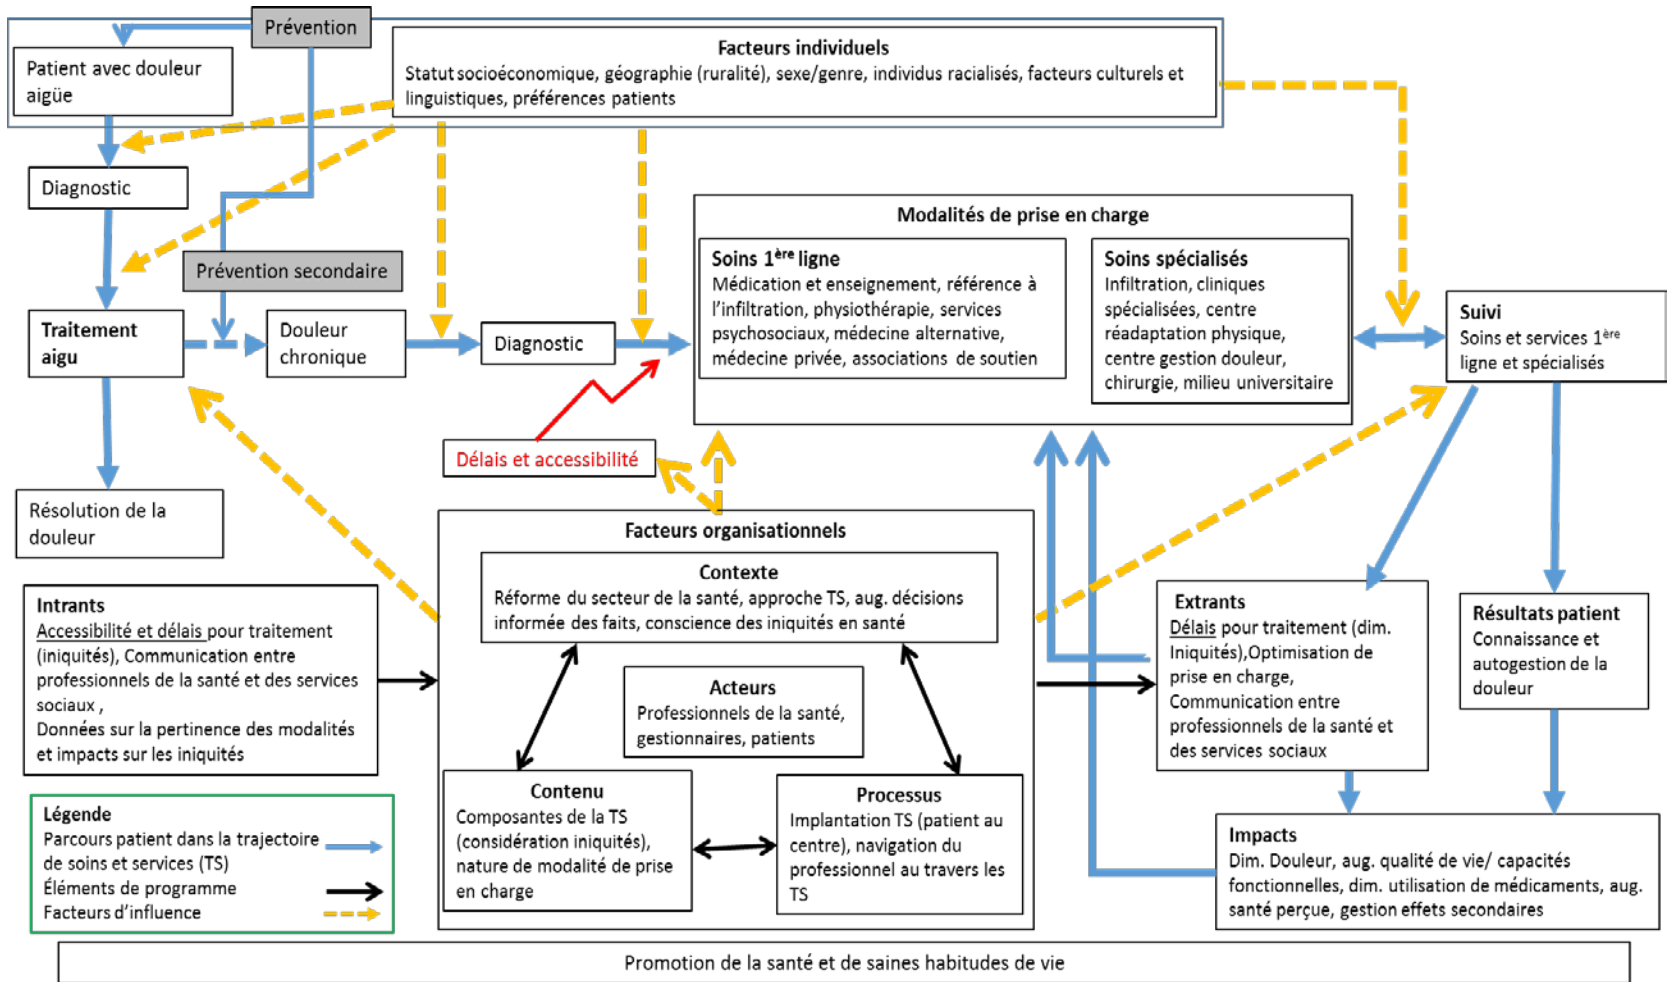 Prévention
Patient avec douleur
aigüe
Facteurs individuels
Statut socioéconomique, géographie (ruralité), sexe/genre, individus racialisés, facteurs culturels et
linguistiques, préférences patients
Diagnostic
Prévention secondaire
Traitement
aigu
Douleur
chronique
Diagnostic
Modalités de prise en charge
Soins 1ère ligne
Médication et enseignement, référence à
l'infiltration, physiothérapie, services
psychosociaux, médecine alternative,
médecine privée, associations de soutien
Soins spécialisés
Infiltration, cliniques
spécialisées, centre
réadaptation physique,
centre gestion douleur,
chirurgie, milieu universitaire
Suivi
Soins et services 1ère
ligne et spécialisés
Délais et accessibilité
Résolution de la
douleur
Facteurs organisationnels
Contexte
Réforme du secteur de la santé, approche TS, aug. décisions
informée des faits, conscience des iniquités en santé
Acteurs
Professionnels de la santé,
gestionnaires, patients
Contenu
Composantes de la TS
(considération iniquités),
nature de modalité de prise
en charge
Processus
Implantation TS (patient au
centre), navigation du
professionnel au travers les
TS
Intrants
Accessibilité et délais pour traitement
(iniquités), Communication entre
professionnels de la santé et des services
sociaux ,
Données sur la pertinence des modalités
et impacts sur les iniquités
Extrants
Délais pour traitement (dim.
Iniquités),Optimisation de
prise en charge,
Communication entre
professionnels de la santé et
des services sociaux
Résultats patient
Connaissance et
autogestion de la
douleur
Légende
Parcours patient dans la trajectoire
de soins et services (TS)
Éléments de programme
Facteurs d'influence
Impacts
Dim. Douleur, aug. qualité de vie/ capacités
fonctionnelles, dim. utilisation de médicaments, aug.
santé perçue, gestion effets secondaires
Promotion de la santé et de saines habitudes de vie